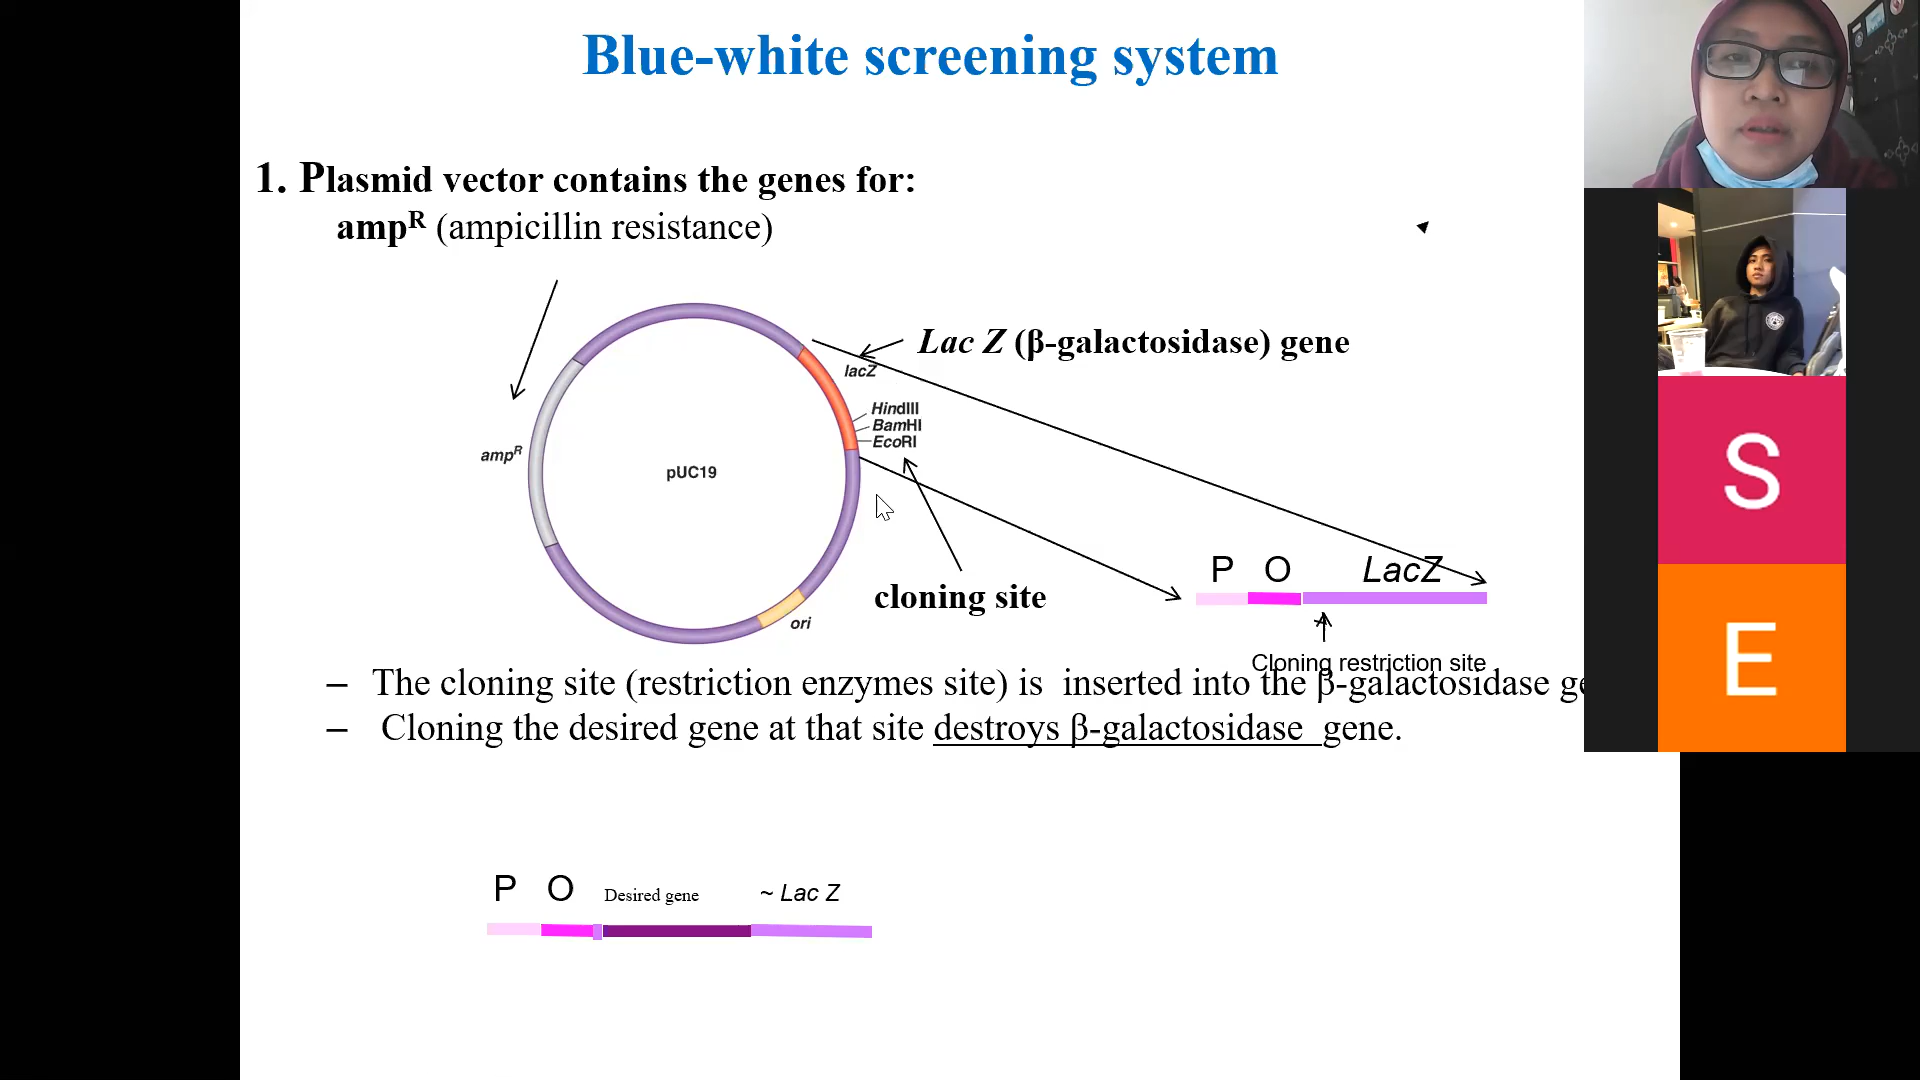 Blue-white screening system
1. Plasmid vector contains the genes for:
ampR (ampicillin resistance)
Lac Z (β-galactosidase) gene
lacZ
HindIII
BamHI
EcoRI
ampR
pUC19
P O LacZ
cloning site
ori
Cloning restriction site
– The cloning site (restriction enzymes site) is inserted into the β-galactosidase ge
– Cloning the desired gene at that site destroys β-galactosidase gene.
P O Desired gene ~ Lac Z
S
E